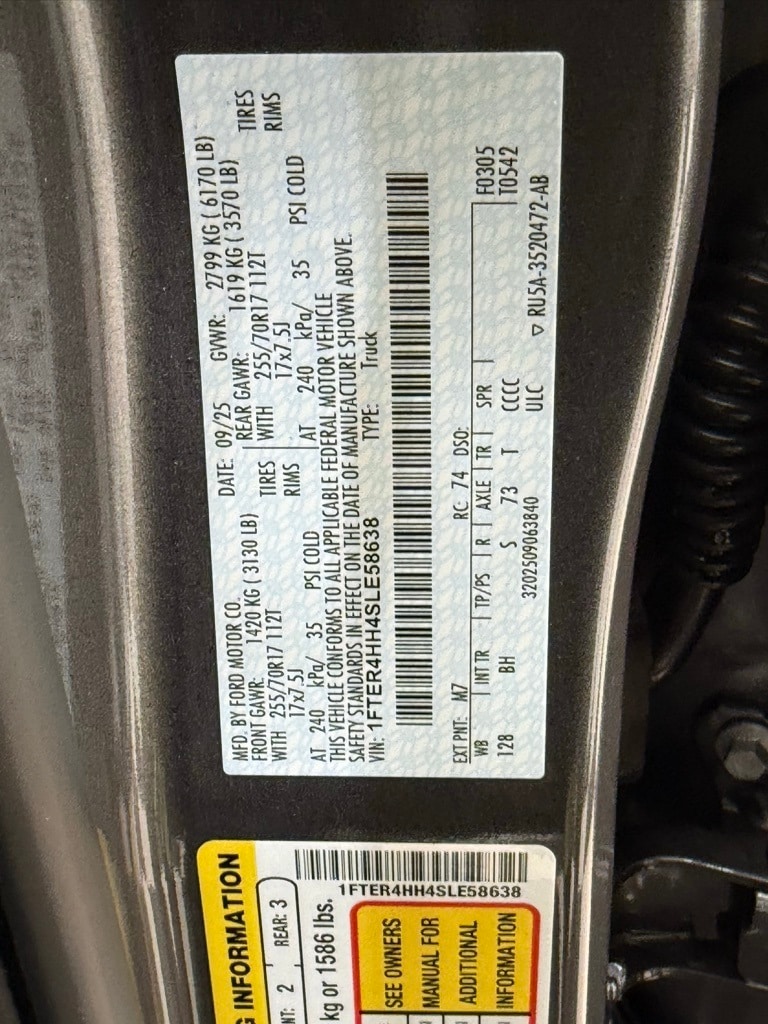 MFD. BY FORD MOTOR CO. DATE: 09/25 GVWR: 2799 KG ( 6170 LB)
FRONT GAWR: 1420 KG ( 3130 LB) REAR GAWR: 1619 KG ( 3570 LB)
WITH 255/70R17 112T TIRES WITH 255/70R17 112T TIRES
17x7.5J RIMS 17x7.5J RIMS
AT 240 kPa/ 35 PSI COLD AT 240 kPa/ 35 PSI COLD
THIS VEHICLE CONFORMS TO ALL APPLICABLE FEDERAL MOTOR VEHICLE
SAFETY STANDARDS IN EFFECT ON THE DATE OF MANUFACTURE SHOWN ABOVE.
VIN: 1FTER4HH4SLE58638 TYPE: Truck
EXT PNT: M7 RC: 74 DSO: F0305
WB INT TR TP/PS R AXLE TR SPR T0542
128 BH S 73 T CCCC
3202509063840 ULC ▽ RU5A-3520472-AB
INFORMATION
2 REAR: 3
kg or 1586 lbs.
1FTER4HH4SLE58638
SEE OWNERS
MANUAL FOR
ADDITIONAL
INFORMATION